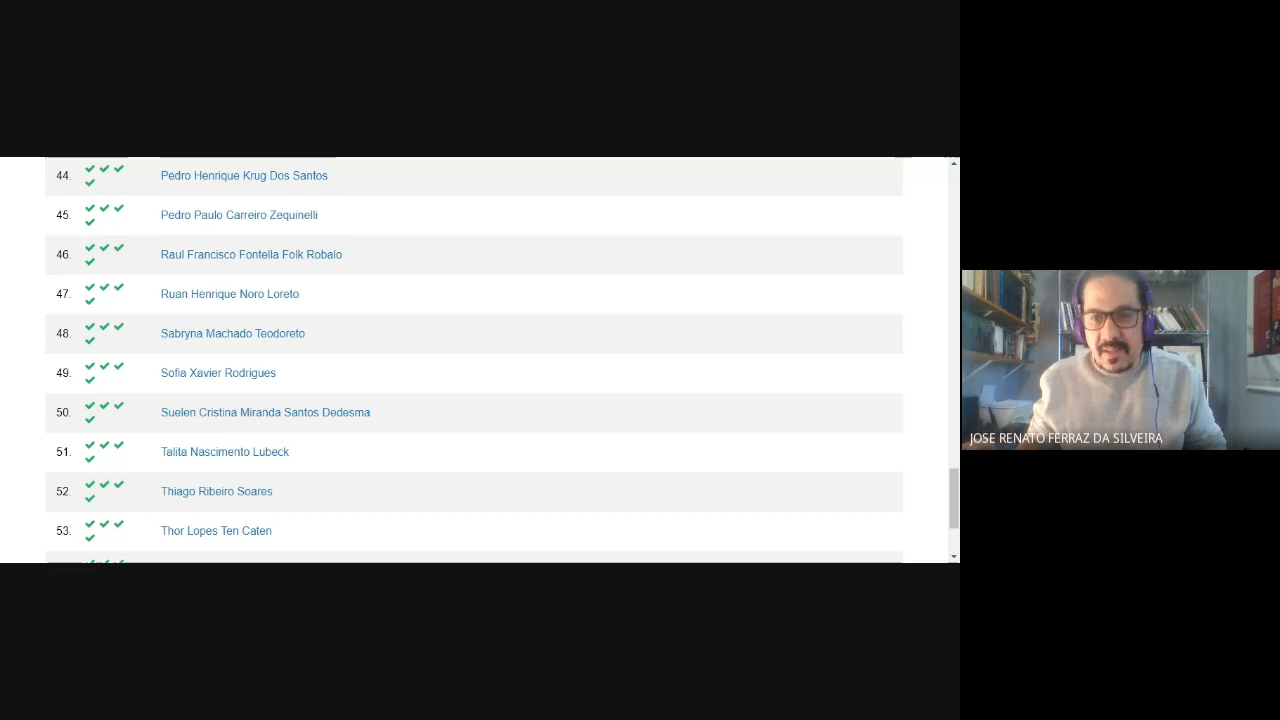 44. Pedro Henrique Krug Dos Santos
45. Pedro Paulo Carreiro Zequinelli
46. Raul Francisco Fontella Folk Robalo
47. Ruan Henrique Noro Loreto
48. Sabryna Machado Teodoreto
49. Sofia Xavier Rodrigues
50. Suelen Cristina Miranda Santos Dedesma
51. Talita Nascimento Lubeck
52. Thiago Ribeiro Soares
53. Thor Lopes Ten Caten
JOSE RENATO FERRAZ DA SILVEIRA